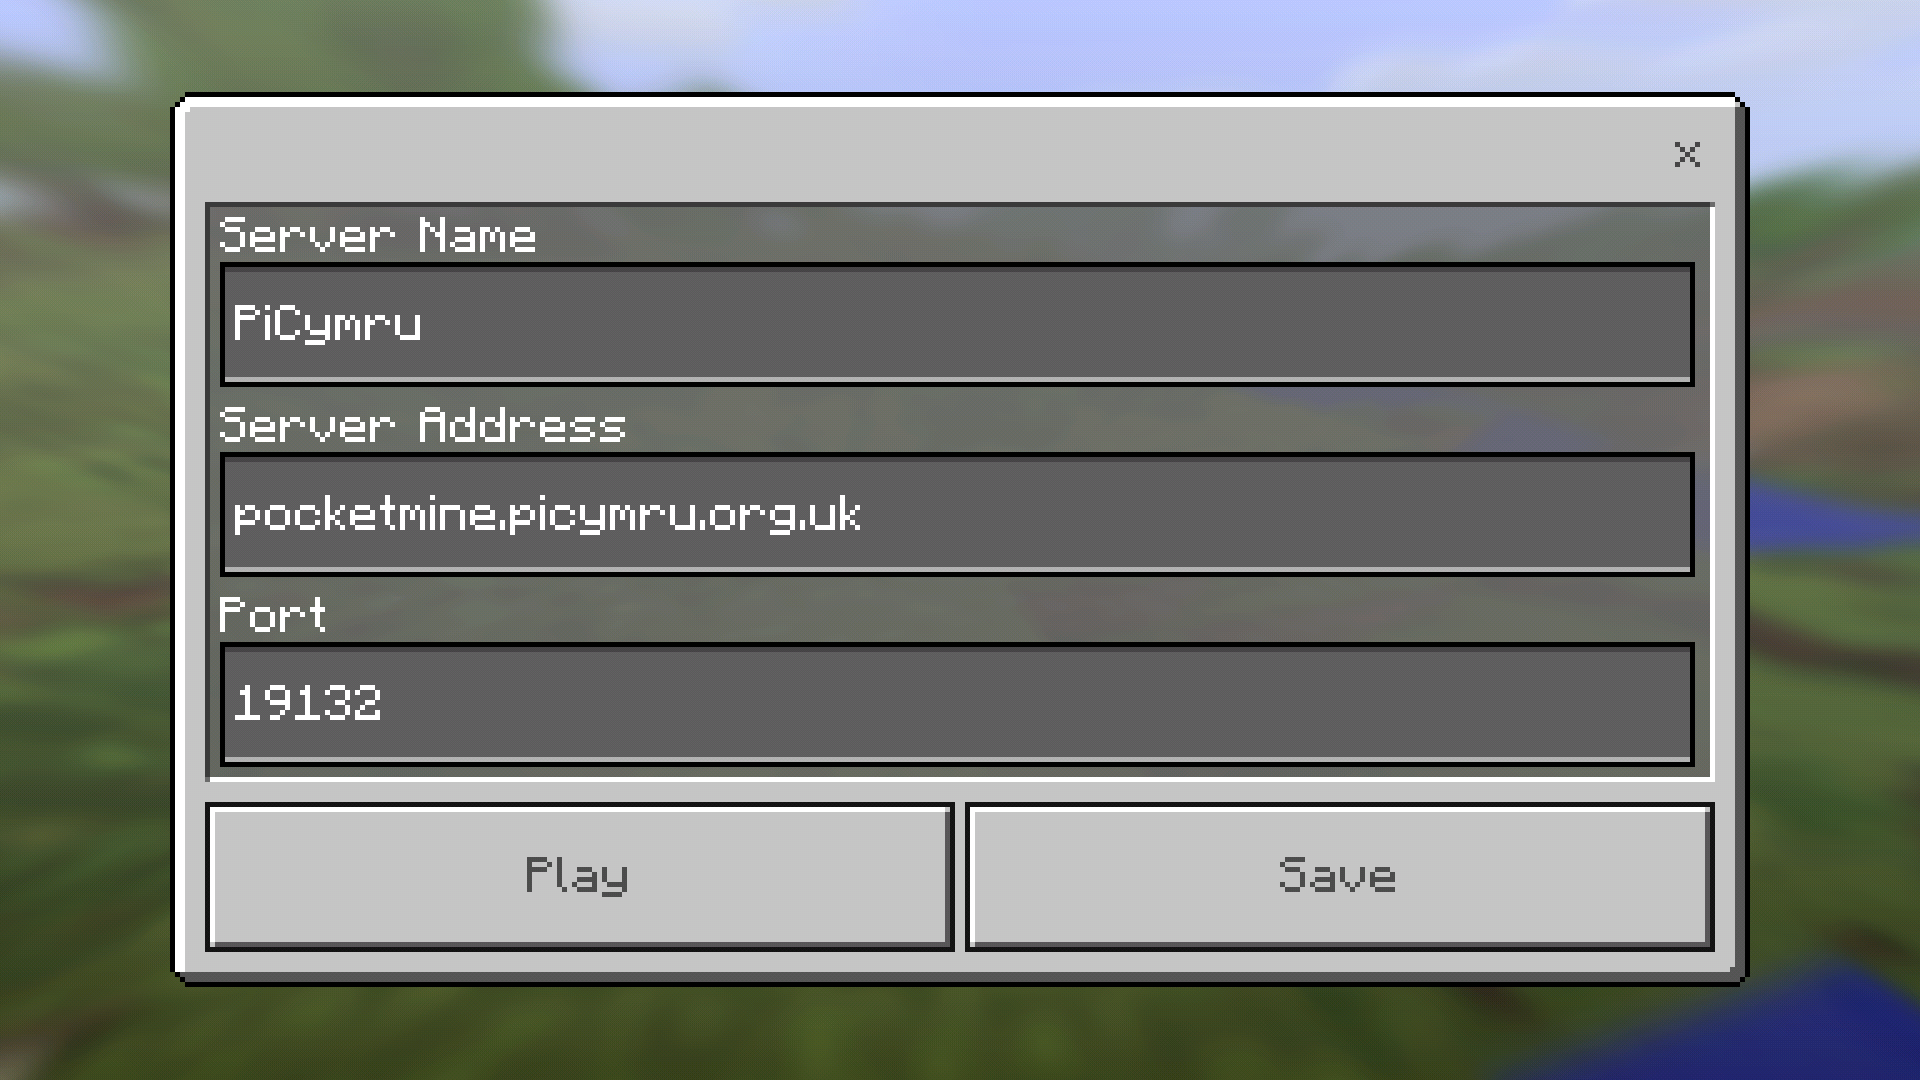 Server Name
PiCymru
Server Address
pocketmine.picymru.org.uk
Port
19132
Play
Save